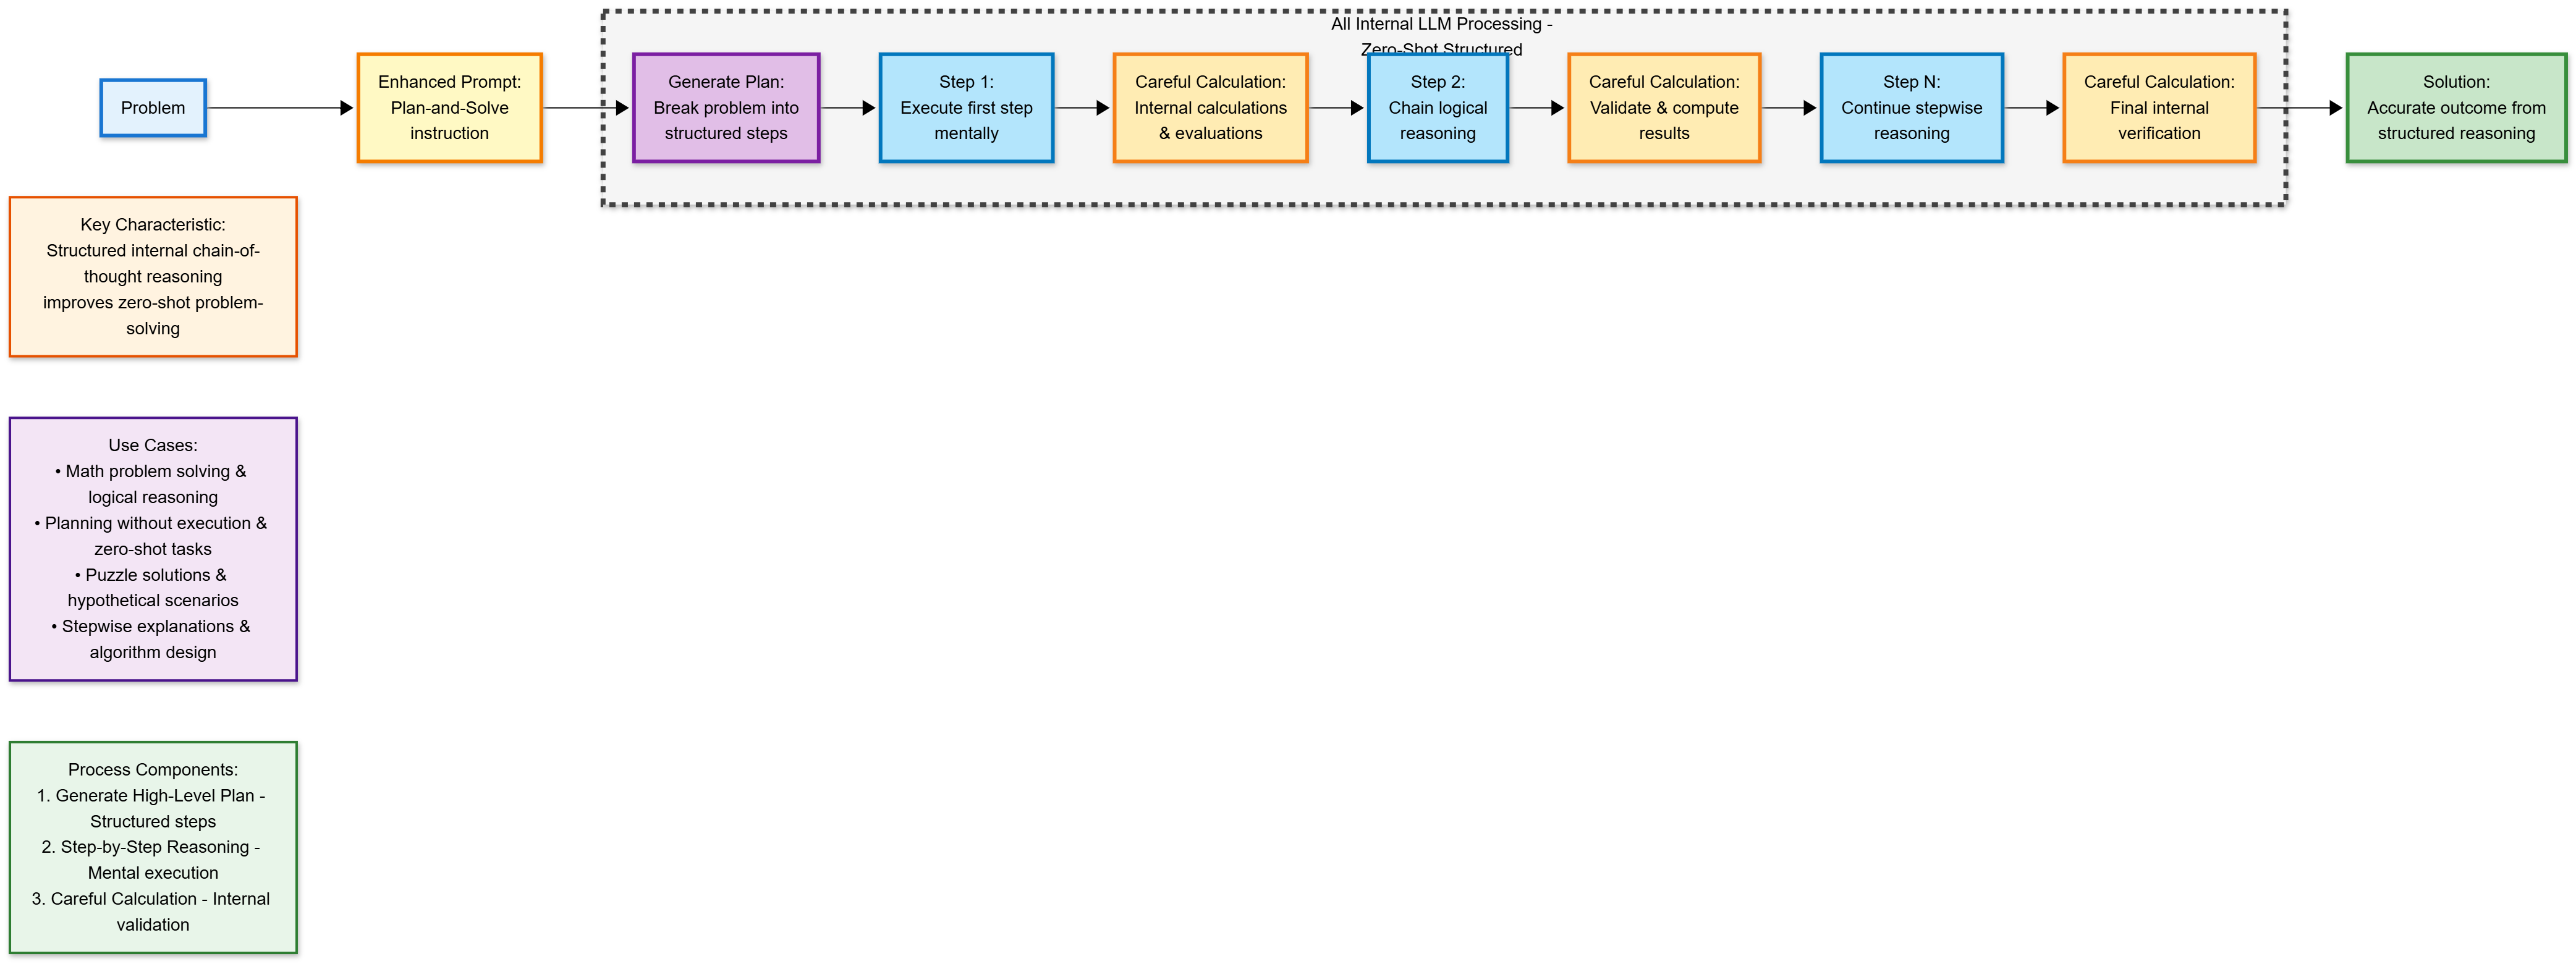 All Internal LLM Processing -
Zero-Shot Structured
Problem
Enhanced Prompt:
Plan-and-Solve
instruction
Generate Plan:
Break problem into
structured steps
Step 1:
Execute first step
mentally
Careful Calculation:
Internal calculations
& evaluations
Step 2:
Chain logical
reasoning
Careful Calculation:
Validate & compute
results
Step N:
Continue stepwise
reasoning
Careful Calculation:
Final internal
verification
Solution:
Accurate outcome from
structured reasoning
Key Characteristic:
Structured internal chain-of-
thought reasoning
improves zero-shot problem-
solving
Use Cases:
• Math problem solving &
logical reasoning
• Planning without execution &
zero-shot tasks
• Puzzle solutions &
hypothetical scenarios
• Stepwise explanations &
algorithm design
Process Components:
1. Generate High-Level Plan -
Structured steps
2. Step-by-Step Reasoning -
Mental execution
3. Careful Calculation - Internal
validation